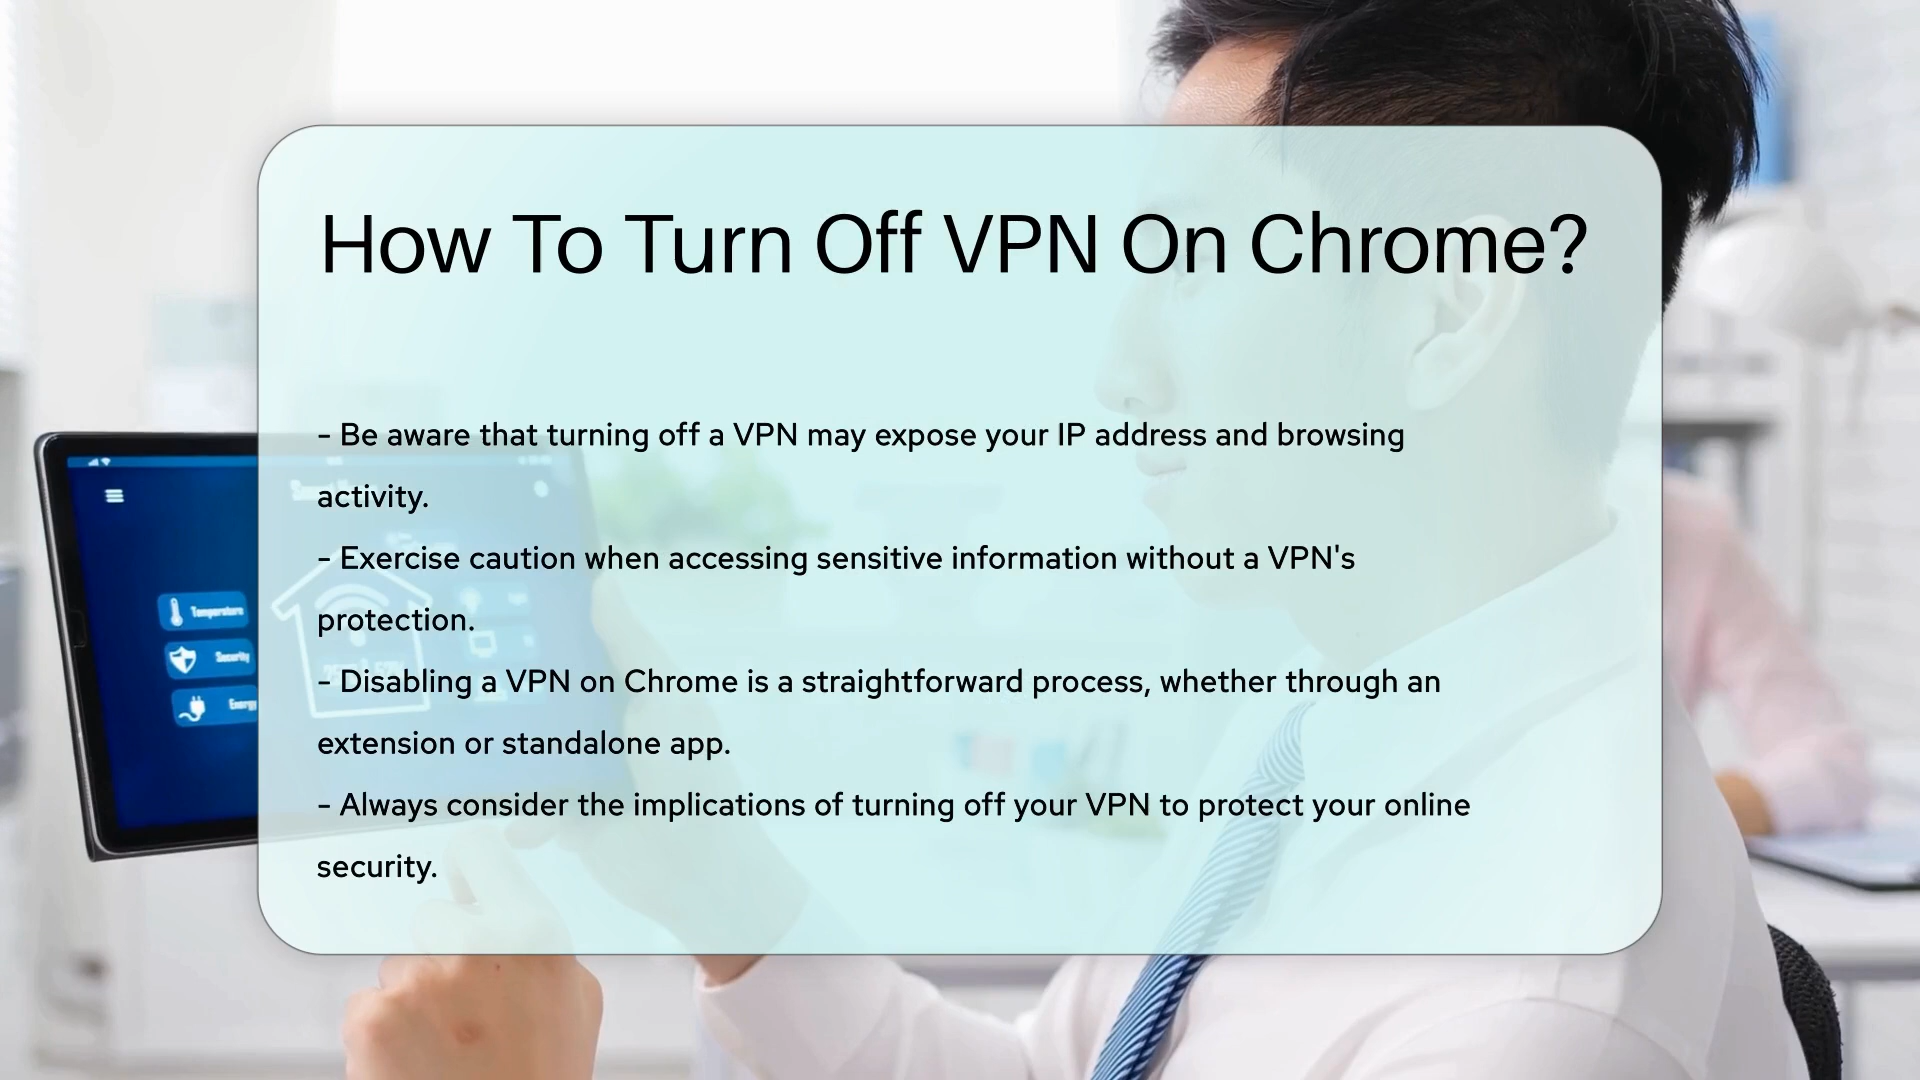 How To Turn Off VPN On Chrome?
- Be aware that turning off a VPN may expose your IP address and browsing
activity.
- Exercise caution when accessing sensitive information without a VPN's
protection.
- Disabling a VPN on Chrome is a straightforward process, whether through an
extension or standalone app.
- Always consider the implications of turning off your VPN to protect your online
security.
Temperature
Security
Energy